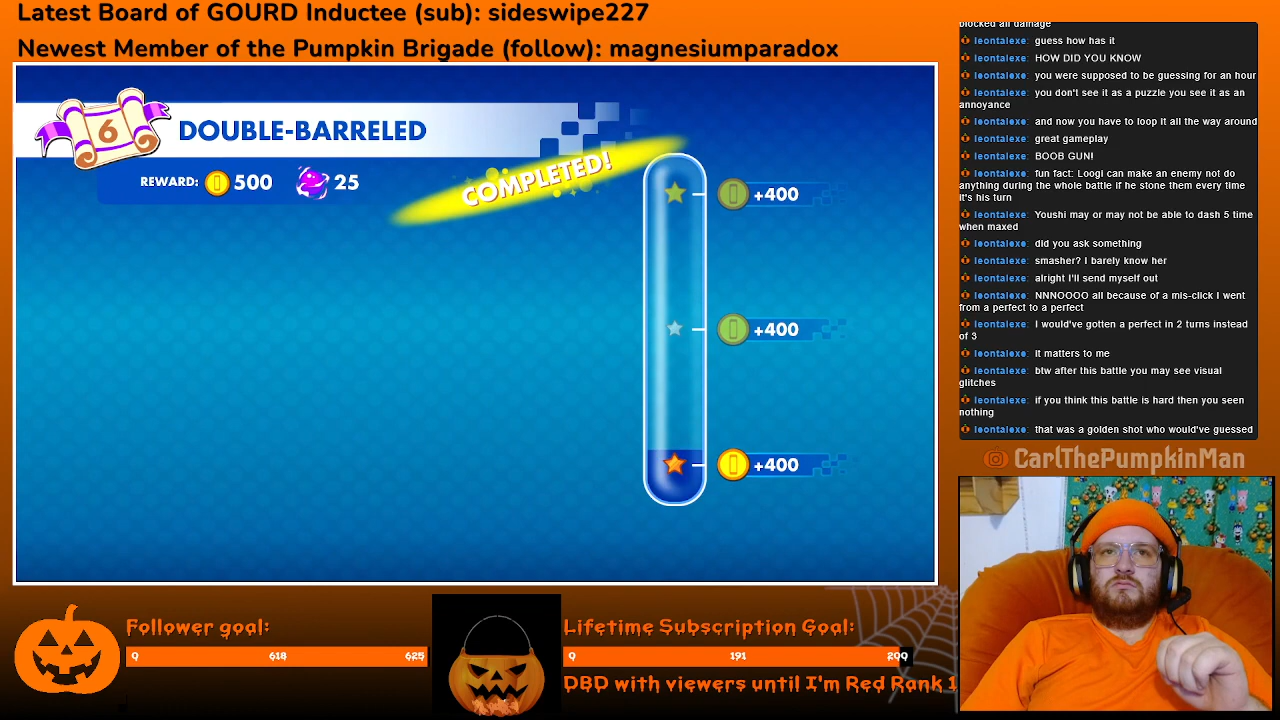 Latest Board of GOURD Inductee (sub): sideswipe227
Newest Member of the Pumpkin Brigade (follow): magnesiumparadox
6
DOUBLE-BARRELED
REWARD: 500 25
COMPLETED!
+400
+400
+400
blocked all damage
leontalexe: guess how has it
leontalexe: HOW DID YOU KNOW
leontalexe: you were supposed to be guessing for an hour
leontalexe: you don't see it as a puzzle you see it as an
annoyance
leontalexe: and now you have to loop it all the way around
leontalexe: great gameplay
leontalexe: BOOB GUN!
leontalexe: fun fact: Loogi can make an enemy not do
anything during the whole battle if he stone them every time
it's his turn
leontalexe: Youshi may or may not be able to dash 5 time
when maxed
leontalexe: did you ask something
leontalexe: smasher? I barely know her
leontalexe: alright I'll send myself out
leontalexe: NNNOOOO all because of a mis-click I went
from a perfect to a perfect
leontalexe: I would've gotten a perfect in 2 turns instead
of 3
leontalexe: it matters to me
leontalexe: btw after this battle you may see visual
glitches
leontalexe: if you think this battle is hard then you seen
nothing
leontalexe: that was a golden shot who would've guessed
CarlThePumpkinMan
Follower goal:
0 618 625
Lifetime Subscription Goal:
0 191 200
DBD with viewers until I'm Red Rank 1